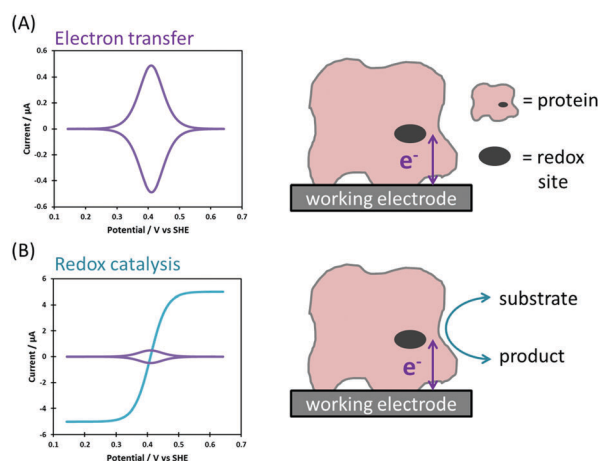 (A)
Electron transfer
Current / µA
0.6
0.4
0.2
0
-0.2
-0.4
-0.6
0.1 0.2 0.3 0.4 0.5 0.6 0.7
Potential / V vs SHE
e-
working electrode
= protein
= redox
site
(B)
Redox catalysis
Current / µA
6
4
2
0
-2
-4
-6
0.1 0.2 0.3 0.4 0.5 0.6 0.7
Potential / V vs SHE
e-
working electrode
substrate
product